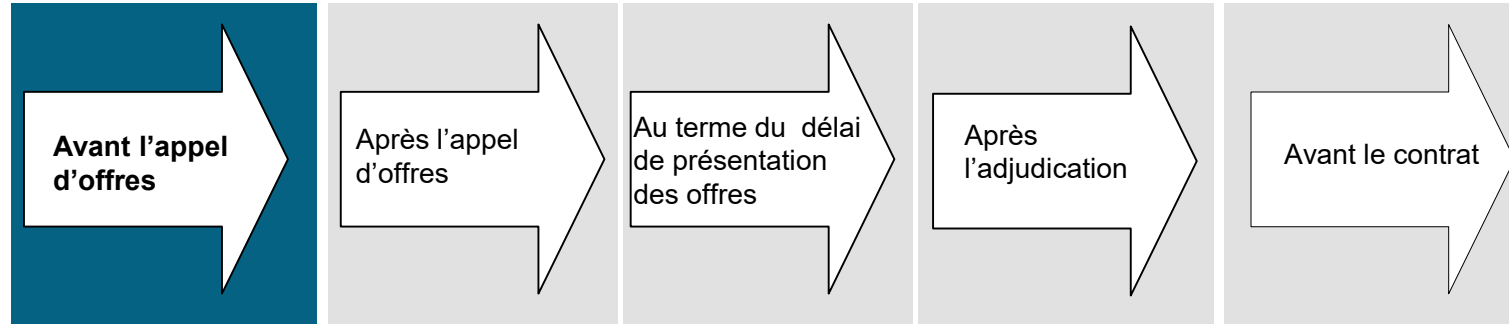 Avant l’appel
d’offres
Après l’appel
d’offres
Au terme du délai
de présentation
des offres
Après
l’adjudication
Avant le contrat